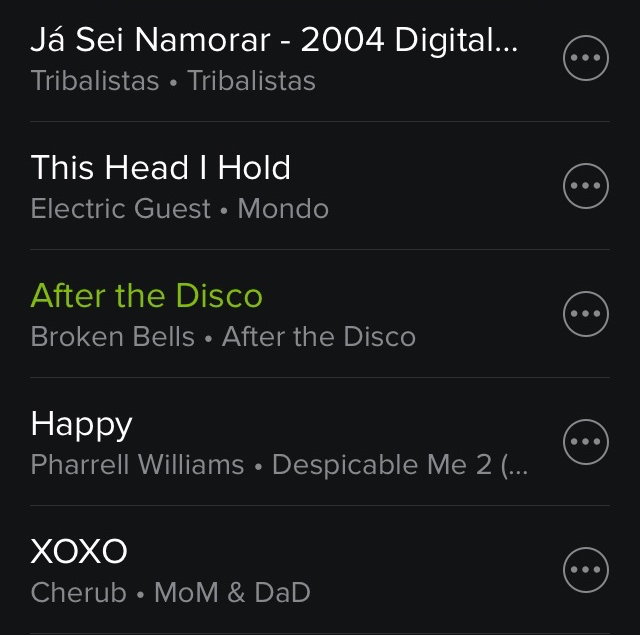 Já Sei Namorar - 2004 Digital...
Tribalistas • Tribalistas
This Head I Hold
Electric Guest • Mondo
After the Disco
Broken Bells • After the Disco
Happy
Pharrell Williams • Despicable Me 2 (...
XOXO
Cherub • MoM & DaD